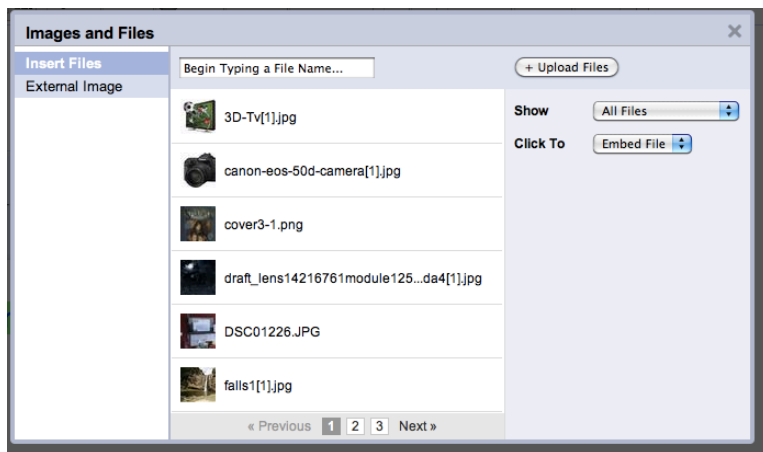 Images and Files
Insert Files
External Image
Begin Typing a File Name...
+ Upload Files
Show
All Files
Click To
Embed File
3D-Tv[1].jpg
canon-eos-50d-camera[1].jpg
cover3-1.png
draft_lens14216761module125...da4[1].jpg
DSC01226.JPG
falls1[1].jpg
« Previous 1 2 3 Next »